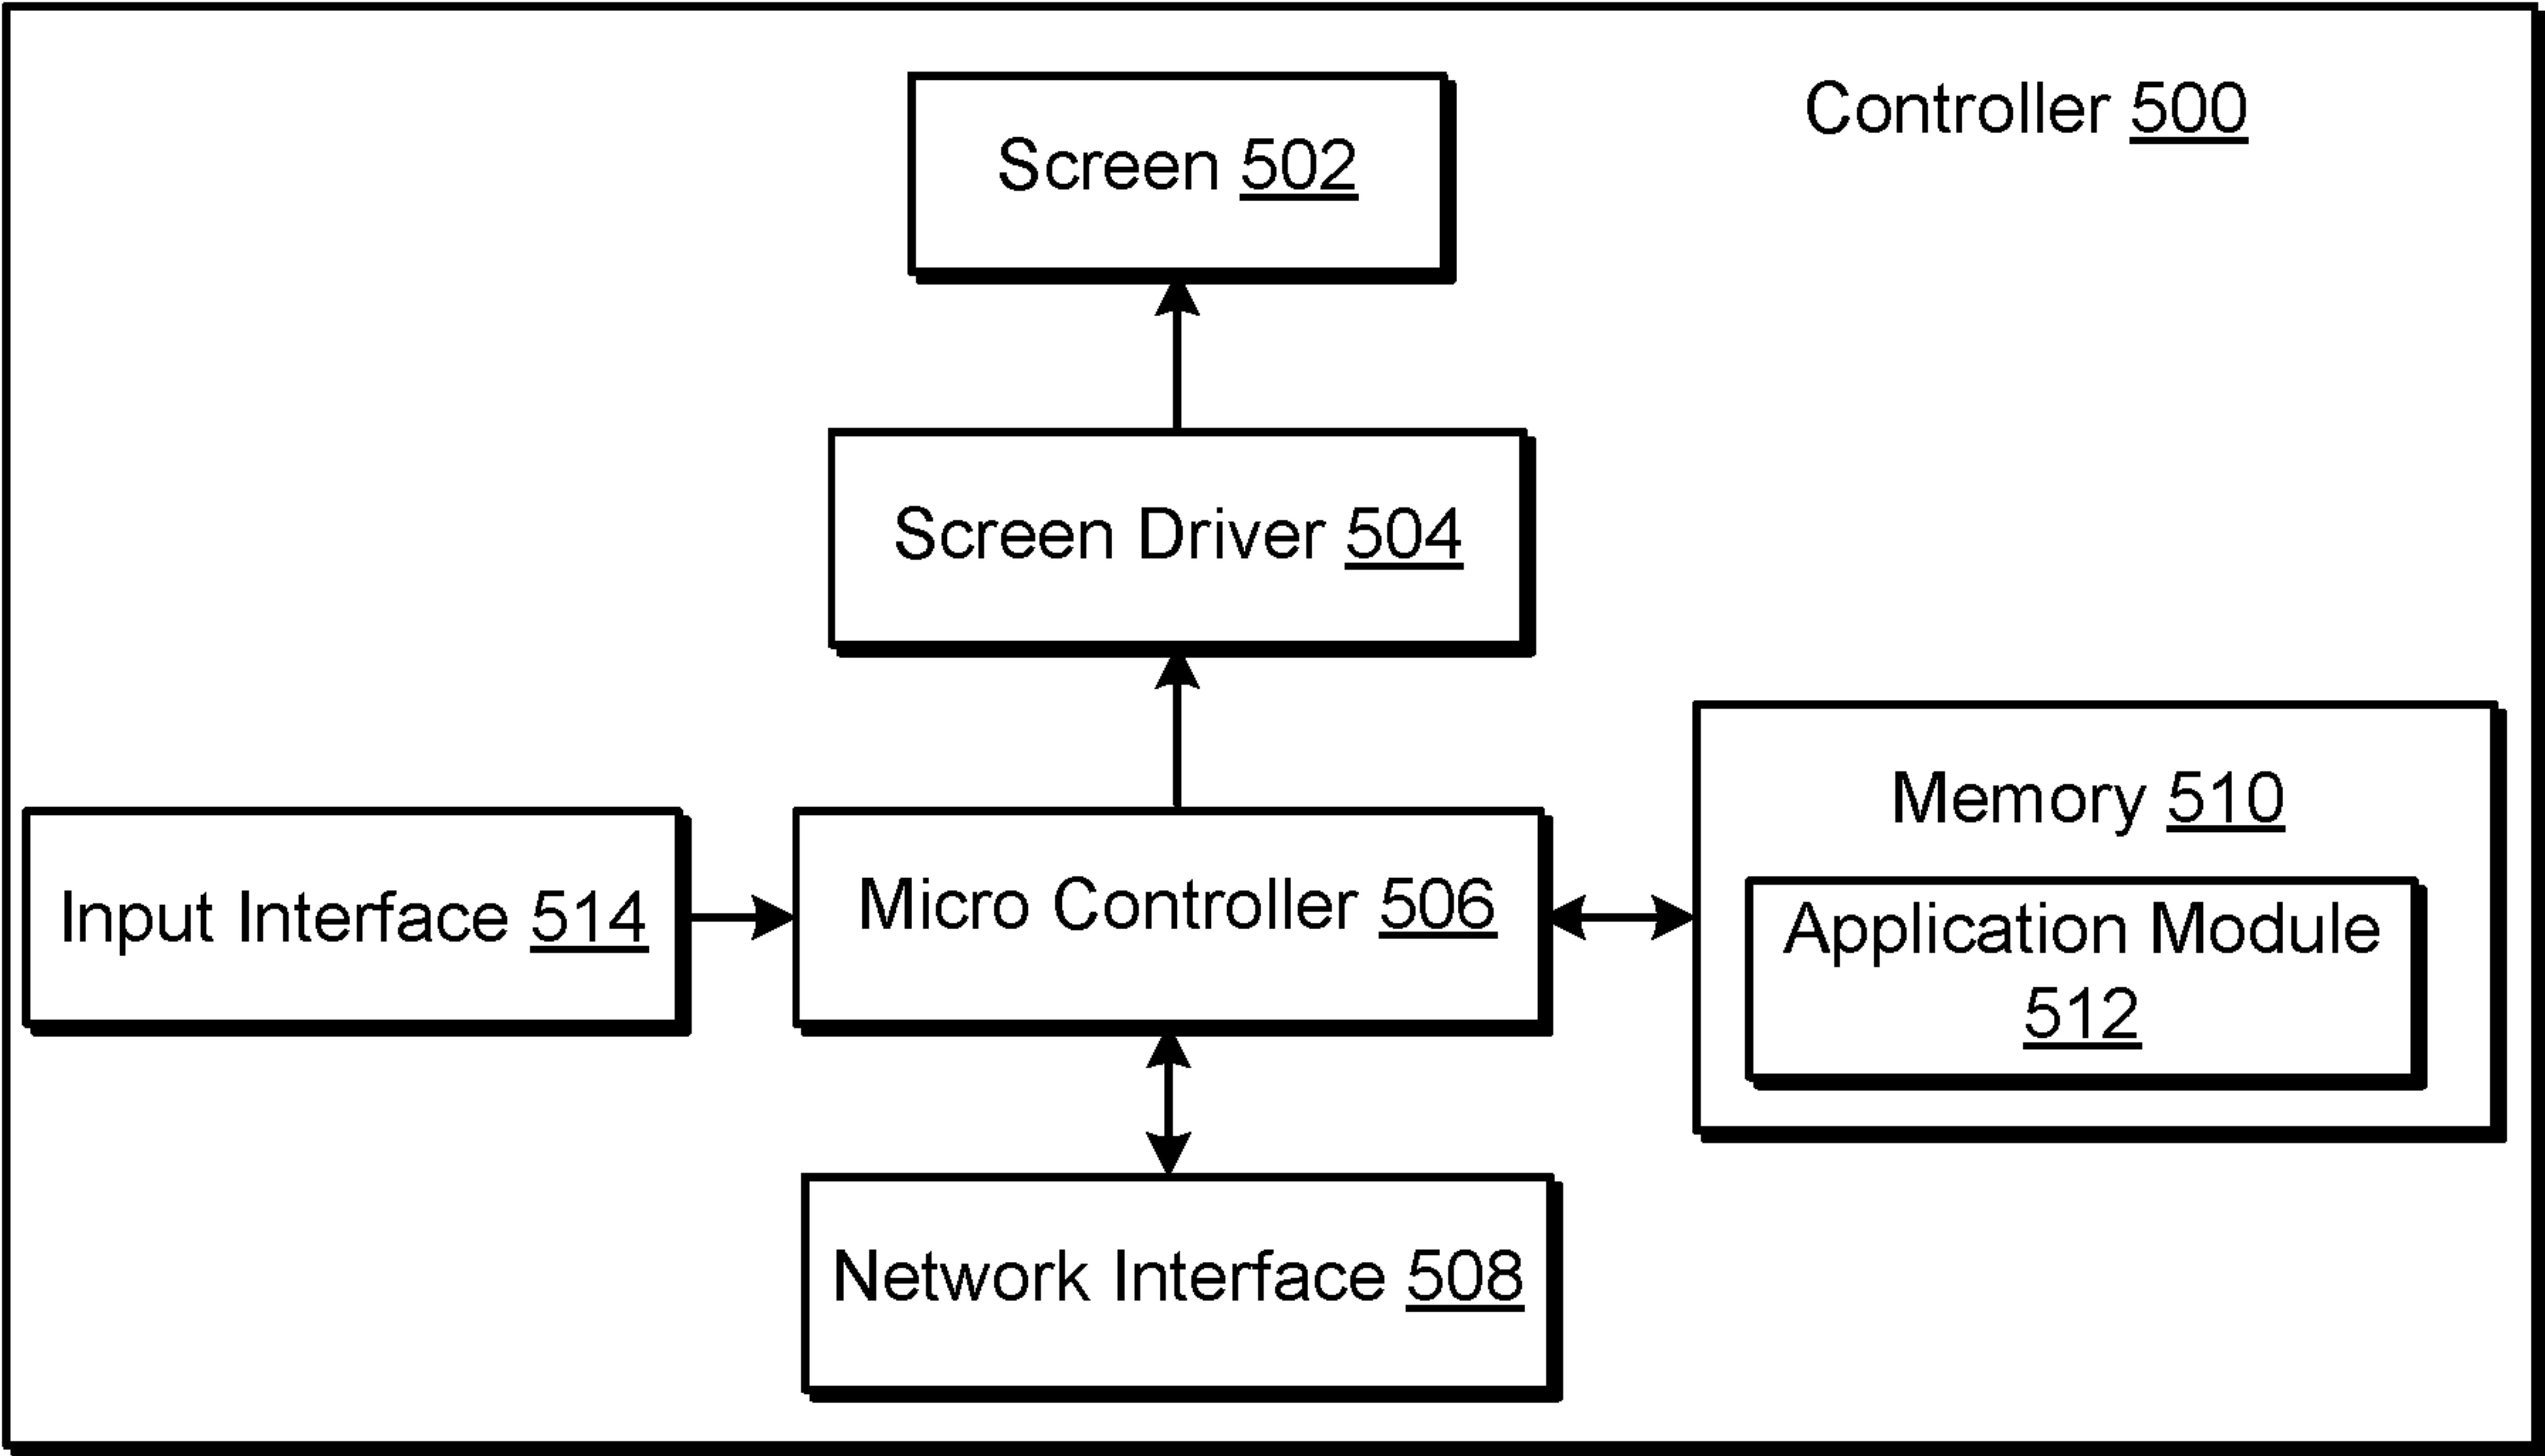 Controller 500
Screen 502
Screen Driver 504
Input Interface 514
Micro Controller 506
Memory 510
Application Module
512
Network Interface 508